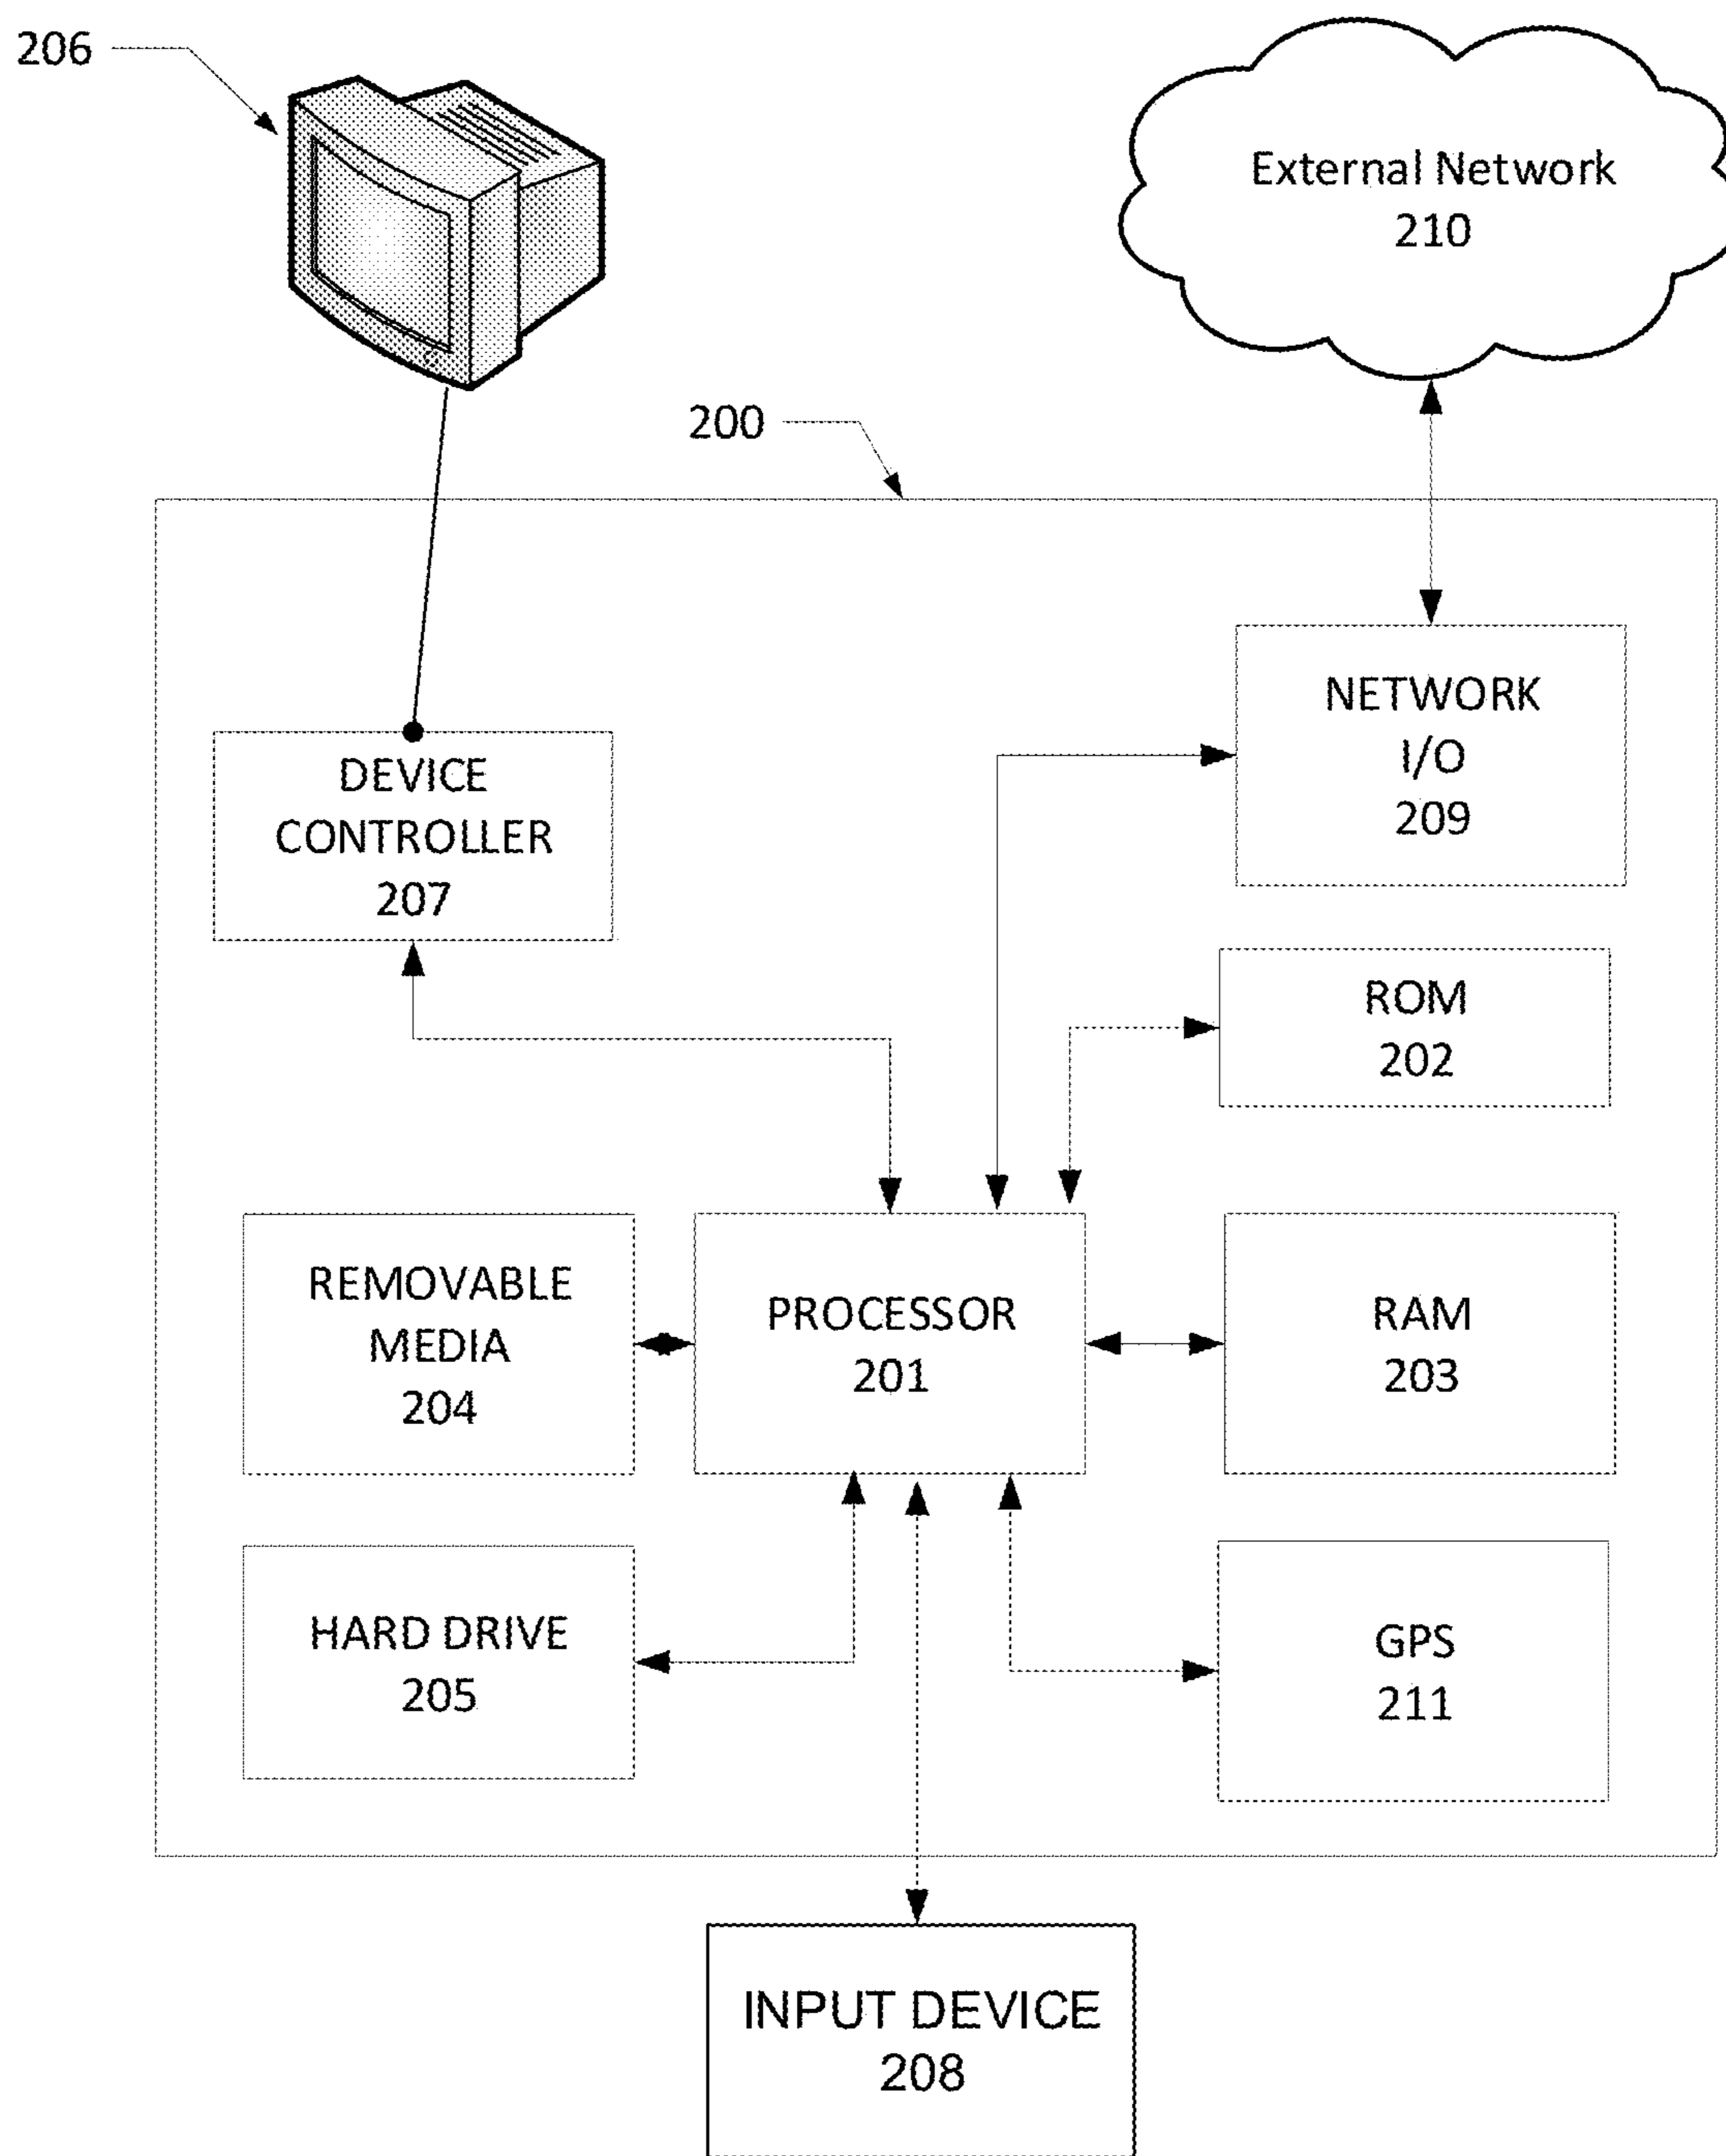 206
External Network
210
200
NETWORK
I/O
209
DEVICE
CONTROLLER
207
ROM
202
REMOVABLE
MEDIA
204
PROCESSOR
201
RAM
203
HARD DRIVE
205
GPS
211
INPUT DEVICE
208